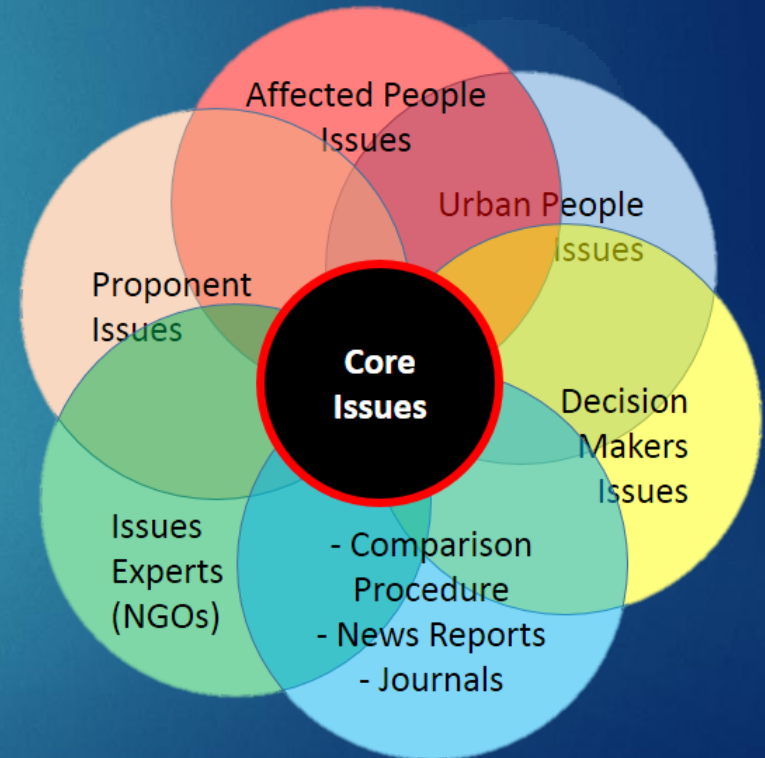 Affected People
Issues
Urban People
Issues
Proponent
Issues
Core
Issues
Decision
Makers
Issues
Issues
Experts
(NGOs)
- Comparison
Procedure
- News Reports
- Journals